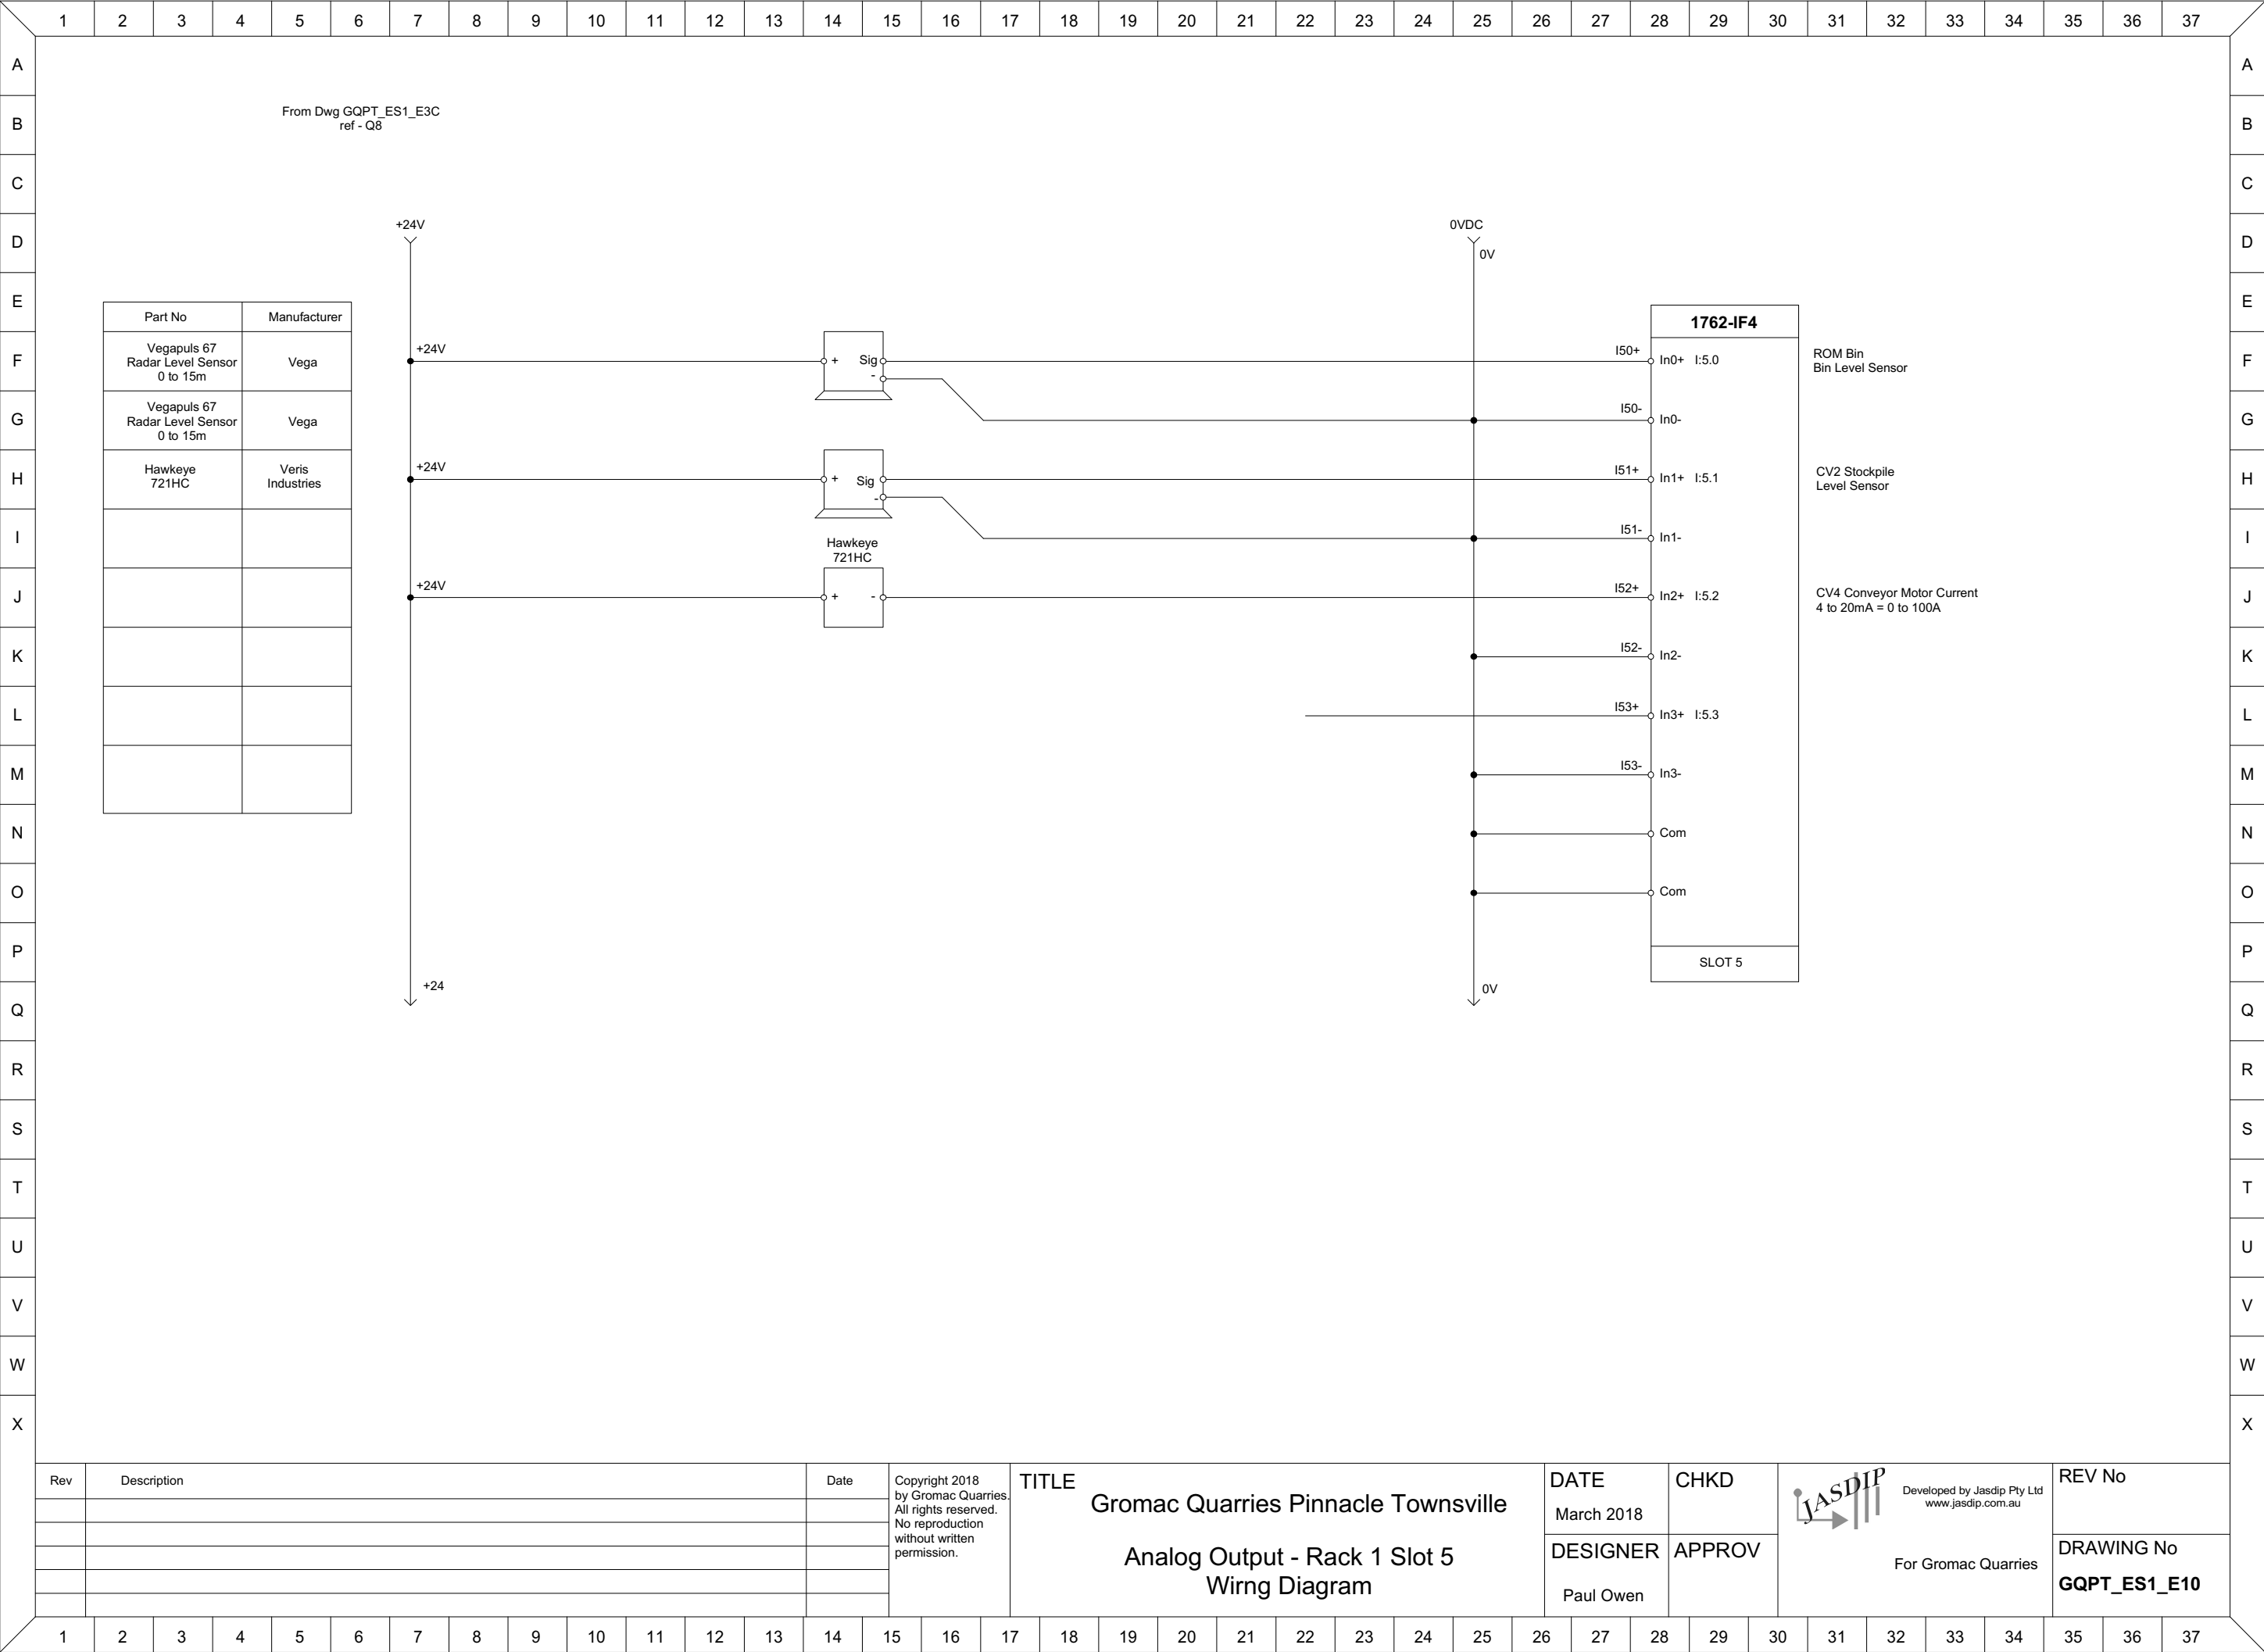 1 2 3 4 5 6 7 8 9 10 11 12 13 14 15 16 17 18 19 20 21 22 23 24 25 26 27 28 29 30 31 32 33 34 35 36 37
A A
B B
C C
D D
E E
F F
G G
H H
I I
J J
K K
L L
M M
N N
O O
P P
Q Q
R R
S S
T T
U U
V V
W W
X X
From Dwg GQPT_ES1_E3C
ref - Q8
+24V
0VDC
0V
Part No Manufacturer
Vegapuls 67
Radar Level Sensor
0 to 15m
Vega
Vegapuls 67
Radar Level Sensor
0 to 15m
Vega
Hawkeye
721HC
Veris
Industries
+24V
+ Sig
-
+24V
+ Sig
-
Hawkeye
721HC
+24V
+ -
+24
0V
1762-IF4
I50+ In0+ I:5.0
I50- In0-
I51+ In1+ I:5.1
I51- In1-
I52+ In2+ I:5.2
I52- In2-
I53+ In3+ I:5.3
I53- In3-
Com
Com
SLOT 5
ROM Bin
Bin Level Sensor
CV2 Stockpile
Level Sensor
CV4 Conveyor Motor Current
4 to 20mA = 0 to 100A
Rev Description Date
Copyright 2018
by Gromac Quarries.
All rights reserved.
No reproduction
without written
permission.
TITLE
Gromac Quarries Pinnacle Townsville
Analog Output - Rack 1 Slot 5
Wirng Diagram
DATE
March 2018
CHKD
DESIGNER
Paul Owen
APPROV
JASDIP
Developed by Jasdip Pty Ltd
www.jasdip.com.au
For Gromac Quarries
REV No
DRAWING No
GQPT_ES1_E10
1 2 3 4 5 6 7 8 9 10 11 12 13 14 15 16 17 18 19 20 21 22 23 24 25 26 27 28 29 30 31 32 33 34 35 36 37